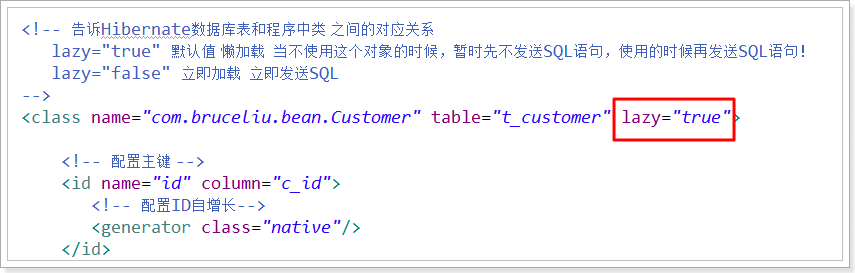 <!-- 告诉Hibernate数据库表和程序中类 之间的对应关系
lazy="true" 默认值 懒加载 当不使用这个对象的时候，暂时先不发送SQL语句，使用的时候再发送SQL语句!
lazy="false" 立即加载 立即发送SQL
-->
<class name="com.bruceliu.bean.Customer" table="t_customer" lazy="true">
<!-- 配置主键 -->
<id name="id" column="c_id">
<!-- 配置ID自增长-->
<generator class="native"/>
</id>